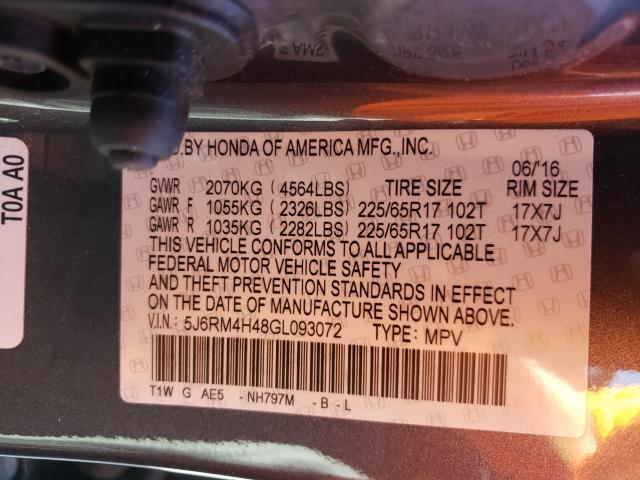 T0A A0
D.BY HONDA OF AMERICA MFG.,INC.
06/'16
GVWR 2070KG ( 4564LBS) TIRE SIZE RIM SIZE
GAWR F 1055KG ( 2326LBS) 225/65R17 102T 17X7J
GAWR R 1035KG ( 2282LBS) 225/65R17 102T 17X7J
THIS VEHICLE CONFORMS TO ALL APPLICABLE
FEDERAL MOTOR VEHICLE SAFETY
AND THEFT PREVENTION STANDARDS IN EFFECT
ON THE DATE OF MANUFACTURE SHOWN ABOVE.
V.I.N.: 5J6RM4H48GL093072 TYPE: MPV
T1W G AE5 -NH797M -B-L